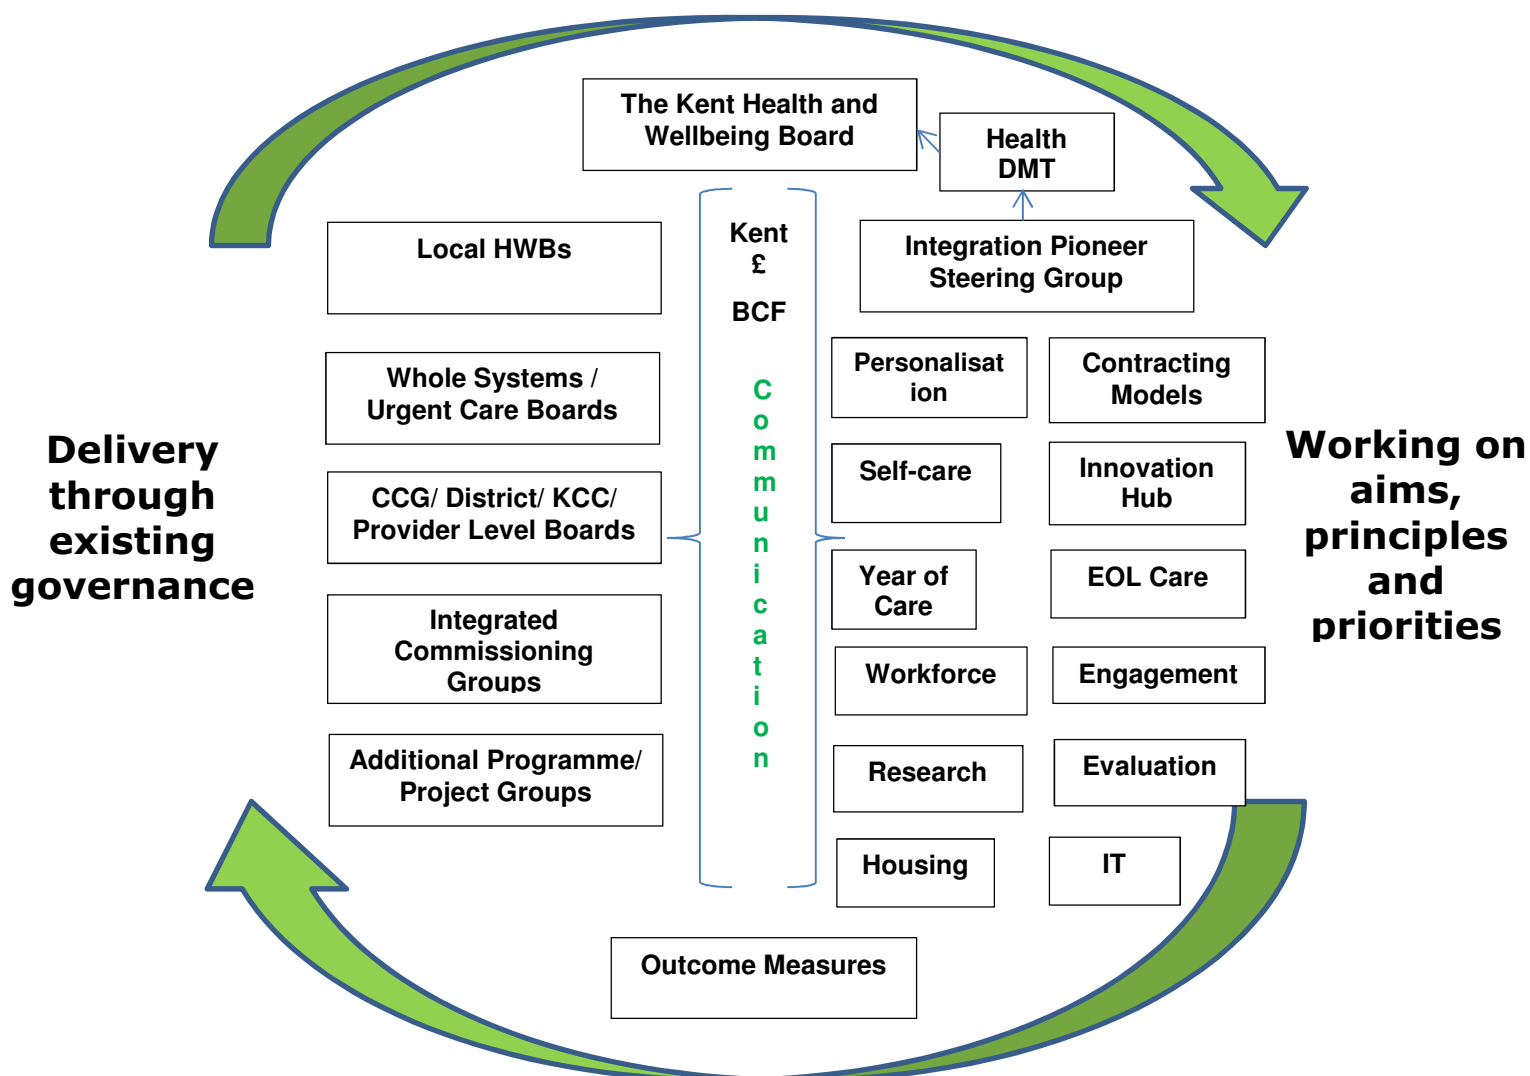 The Kent Health and
Wellbeing Board
Health
DMT
Integration Pioneer
Steering Group
Delivery
through
existing
governance
Local HWBs
Whole Systems /
Urgent Care Boards
CCG/ District/ KCC/
Provider Level Boards
Integrated
Commissioning
Groups
Additional Programme/
Project Groups
Kent
£
BCF
C
o
m
m
u
n
i
c
a
t
i
o
n
Personalisat
ion
Contracting
Models
Self-care
Innovation
Hub
Year of
Care
EOL Care
Workforce
Engagement
Research
Evaluation
Housing
IT
Working on
aims,
principles
and
priorities
Outcome Measures